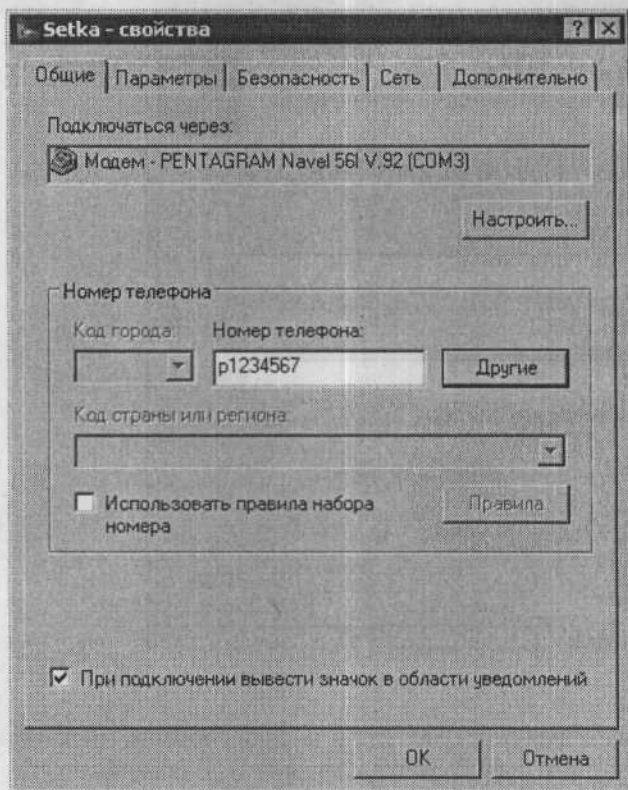 Setka - свойства
Общие Параметры Безопасность Сеть Дополнительно
Подключаться через:
Модем - PENTAGRAM Navel 56I V.92 (COM3)
Настроить...
Номер телефона
Код города: Номер телефона:
p1234567 Другие
Код страны или региона:
Использовать правила набора
номера
Правила
При подключении вывести значок в области уведомлений
OK Отмена